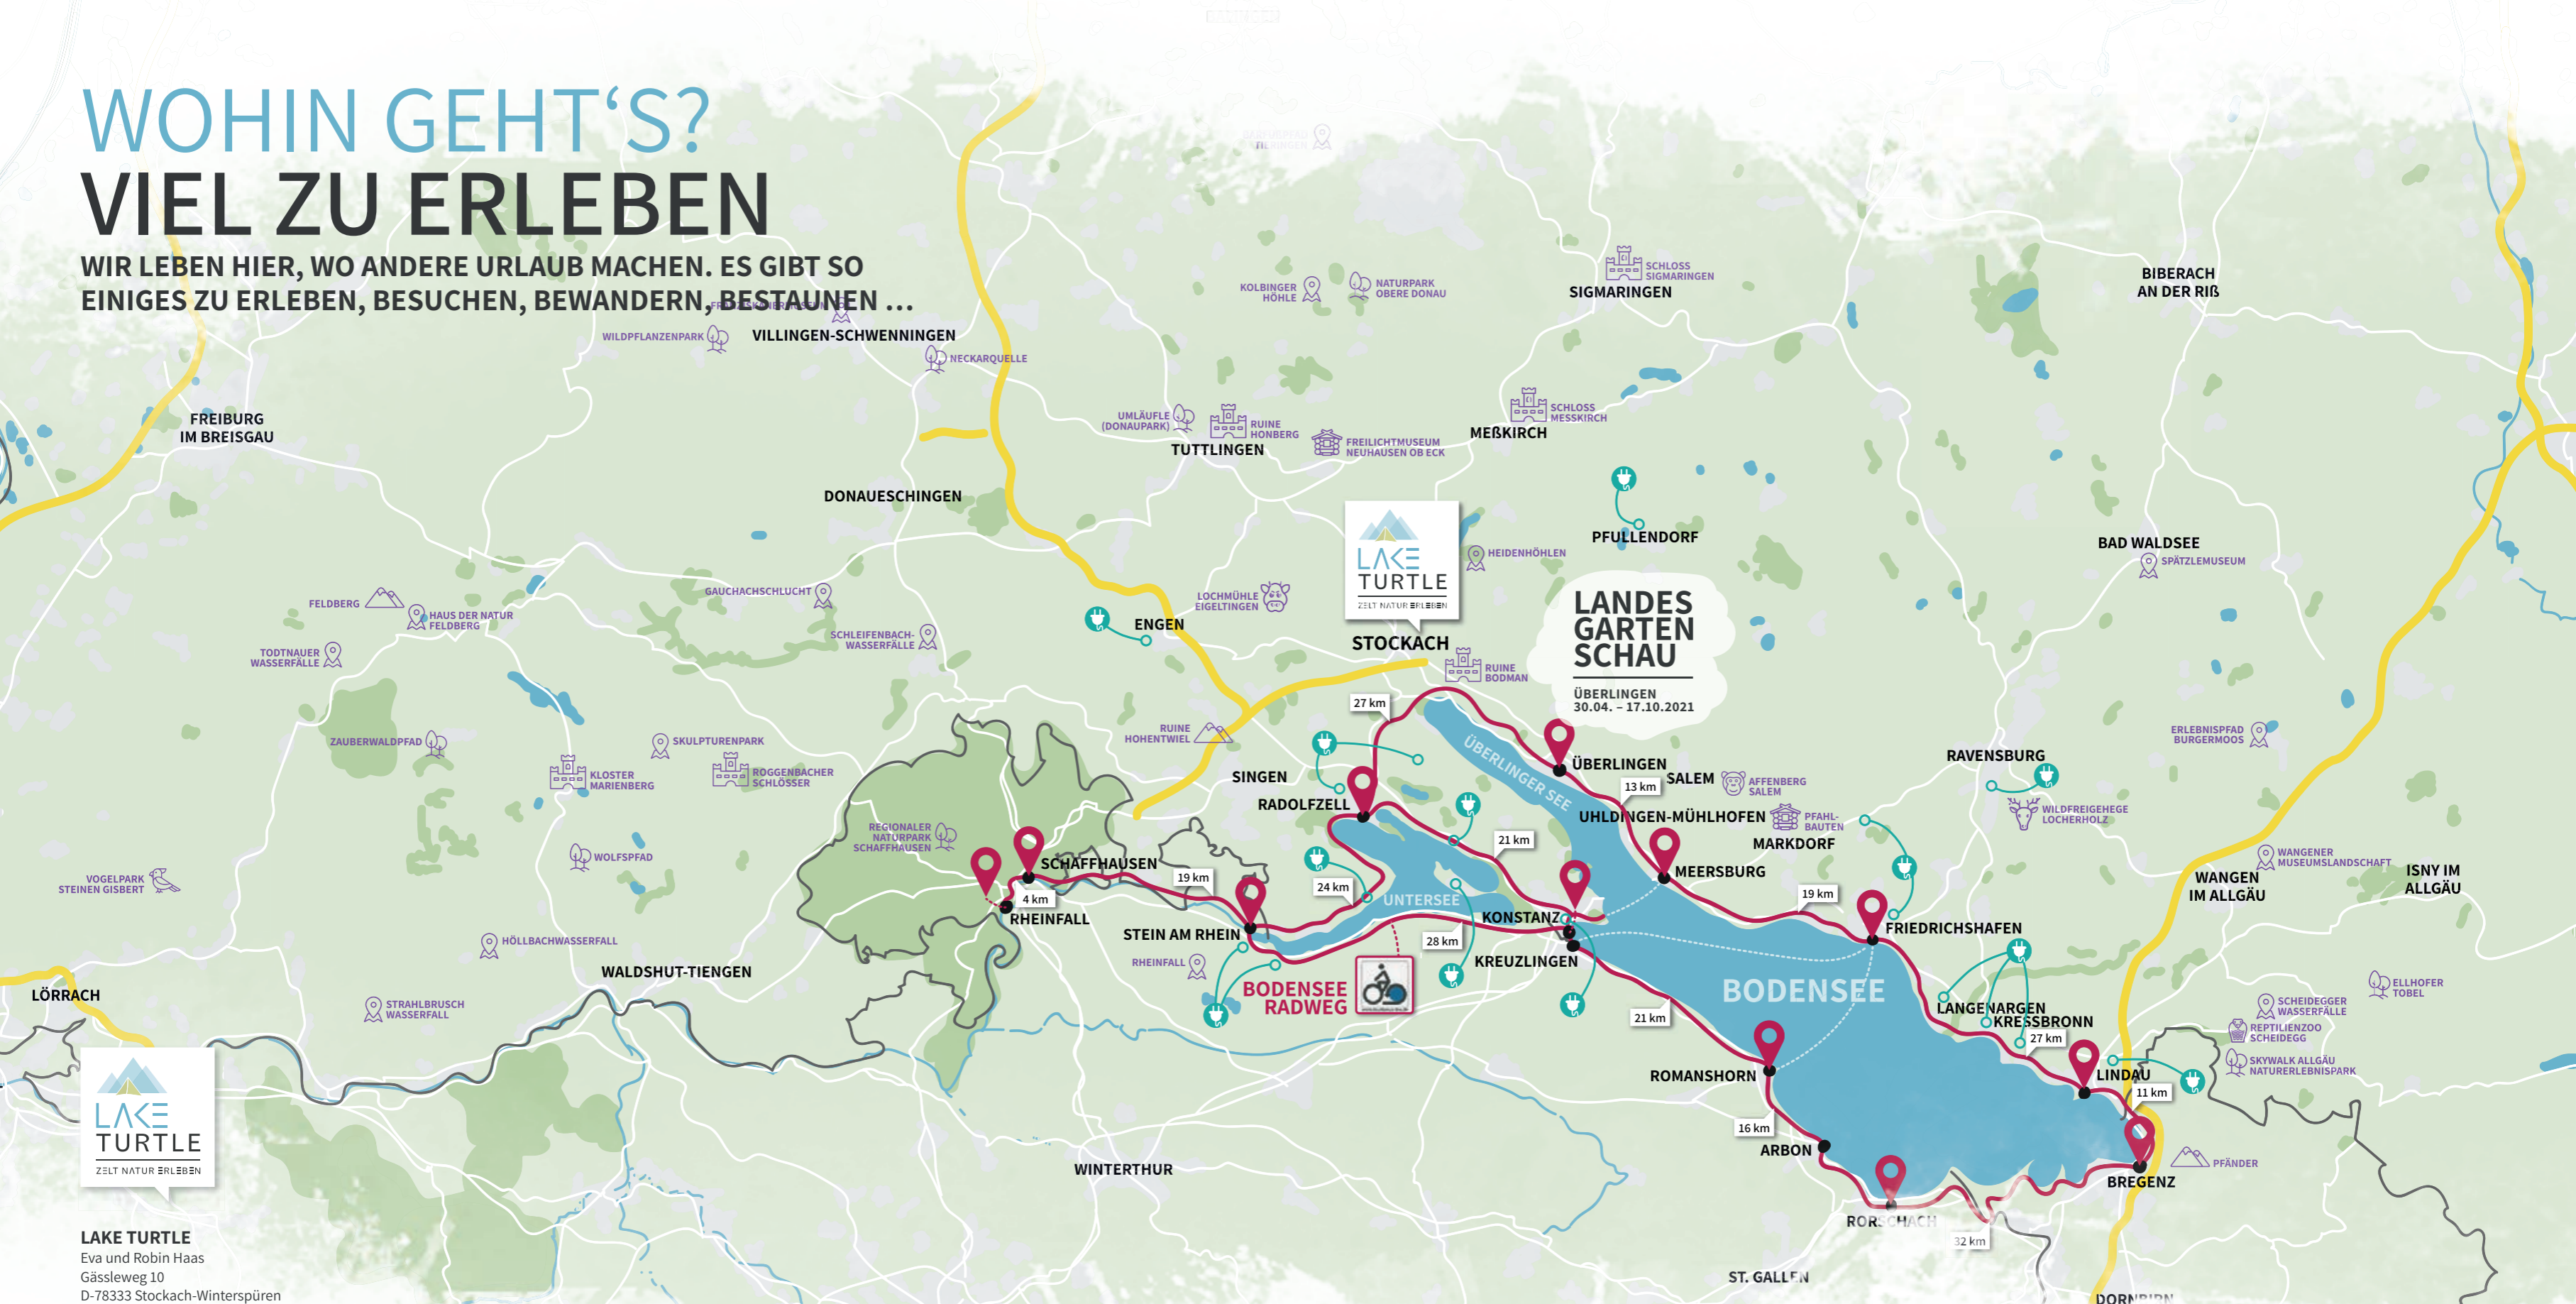 WOHIN GEHT‘S?
VIEL ZU ERLEBEN
WIR LEBEN HIER, WO ANDERE URLAUB MACHEN. ES GIBT SO
EINIGES ZU ERLEBEN, BESUCHEN, BEWANDERN, BESTAUNEN …
WILDPFLANZENPARK
VILLINGEN-SCHWENNINGEN
NECKARQUELLE
KOLBINGER
HÖHLE
NATURPARK
OBERE DONAU
SCHLOSS
SIGMARINGEN
SIGMARINGEN
BIBERACH
AN DER RIß
FREIBURG
IM BREISGAU
UMLÄUFLE
(DONAUPARK)
RUINE
HONBERG
TUTTLINGEN
FREILICHTMUSEUM
NEUHAUSEN OB ECK
SCHLOSS
MESSKIRCH
MEßKIRCH
DONAUESCHINGEN
PFULLENDORF
LAKE
TURTLE
ZELT NATUR ERLEBEN
STOCKACH
HEIDENHÖHLEN
BAD WALDSEE
SPÄTZLEMUSEUM
FELDBERG
HAUS DER NATUR
FELDBERG
TODTNAUER
WASSERFÄLLE
GAUCHACHSCHLUCHT
SCHLEIFENBACH-
WASSERFÄLLE
LOCHMÜHLE
EIGELTINGEN
ENGEN
LANDES
GARTEN
SCHAU
ÜBERLINGEN
30.04. – 17.10.2021
RUINE
BODMAN
27 km
ZAUBERWALDPFAD
SKULPTURENPARK
KLOSTER
MARIENBERG
ROGGENBACHER
SCHLÖSSER
RUINE
HOHENTWIEL
SINGEN
RADOLFZELL
ÜBERLINGER SEE
ÜBERLINGEN
13 km
SALEM
AFFENBERG
SALEM
UHLDINGEN-MÜHLHOFEN
PFAHL-
BAUTEN
MARKDORF
RAVENSBURG
WILDFREIGEHEGE
LOCHERHOLZ
ERLEBNISPFAD
BURGERMOOS
WANGENER
MUSEUMSLANDSCHAFT
WANGEN
IM ALLGÄU
ISNY IM
ALLGÄU
VOGELPARK
STEINEN GISBERT
WOLFSPFAD
REGIONALER
NATURPARK
SCHAFFHAUSEN
SCHAFFHAUSEN
4 km
RHEINFALL
19 km
STEIN AM RHEIN
24 km
UNTERSEE
21 km
KONSTANZ
MEERSBURG
19 km
FRIEDRICHSHAFEN
28 km
KREUZLINGEN
RHEINFALL
BODENSEE
RADWEG
BODENSEE
21 km
HÖLLBACHWASSERFALL
WALDSHUT-TIENGEN
LÖRRACH
STRAHLBRUSCH
WASSERFALL
LANGENARGEN
KRESSBRONN
27 km
LINDAU
11 km
ELLHOFER
TOBEL
SCHEIDEGGER
WASSERFÄLLE
REPTILIENZOO
SCHEIDEGG
SKYWALK ALLGÄU
NATURERLEBNISPARK
ROMANSHORN
16 km
ARBON
RORSCHACH
32 km
BREGENZ
PFÄNDER
WINTERTHUR
ST. GALLEN
DORNBIRN
LAKE
TURTLE
ZELT NATUR ERLEBEN
LAKE TURTLE
Eva und Robin Haas
Gässleweg 10
D-78333 Stockach-Winterspüren